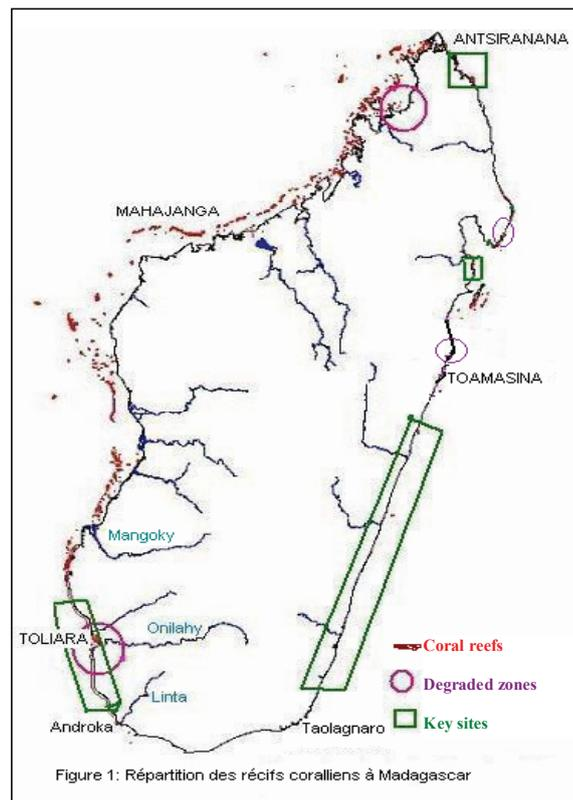 ANTSIRANANA
MAHAJANGA
TOAMASINA
Mangoky
TOLIARA
Onilahy
Linta
Androka
Taolagnaro
Coral reefs
Degraded zones
Key sites
Figure 1: Répartition des récifs coralliens à Madagascar